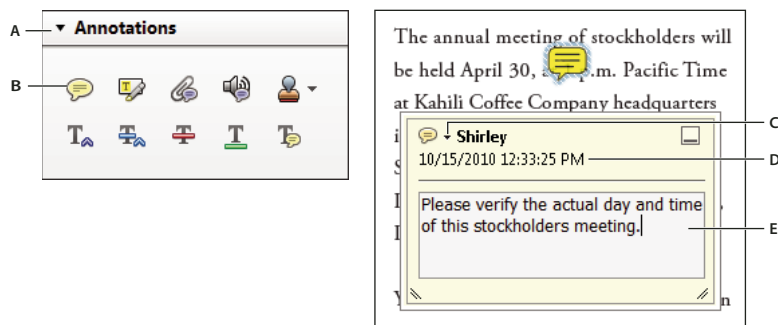 A
Annotations
B
The annual meeting of stockholders will
be held April 30, p.m. Pacific Time
at Kahili Coffee Company headquarters
C
Shirley
10/15/2010 12:33:25 PM
D
Please verify the actual day and time
of this stockholders meeting.
E